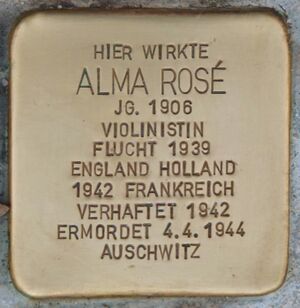 HIER WIRKTE
ALMA ROSÉ
JG. 1906
VIOLINISTIN
FLUCHT 1939
ENGLAND HOLLAND
1942 FRANKREICH
VERHAFTET 1942
ERMORDET 4.4.1944
AUSCHWITZ